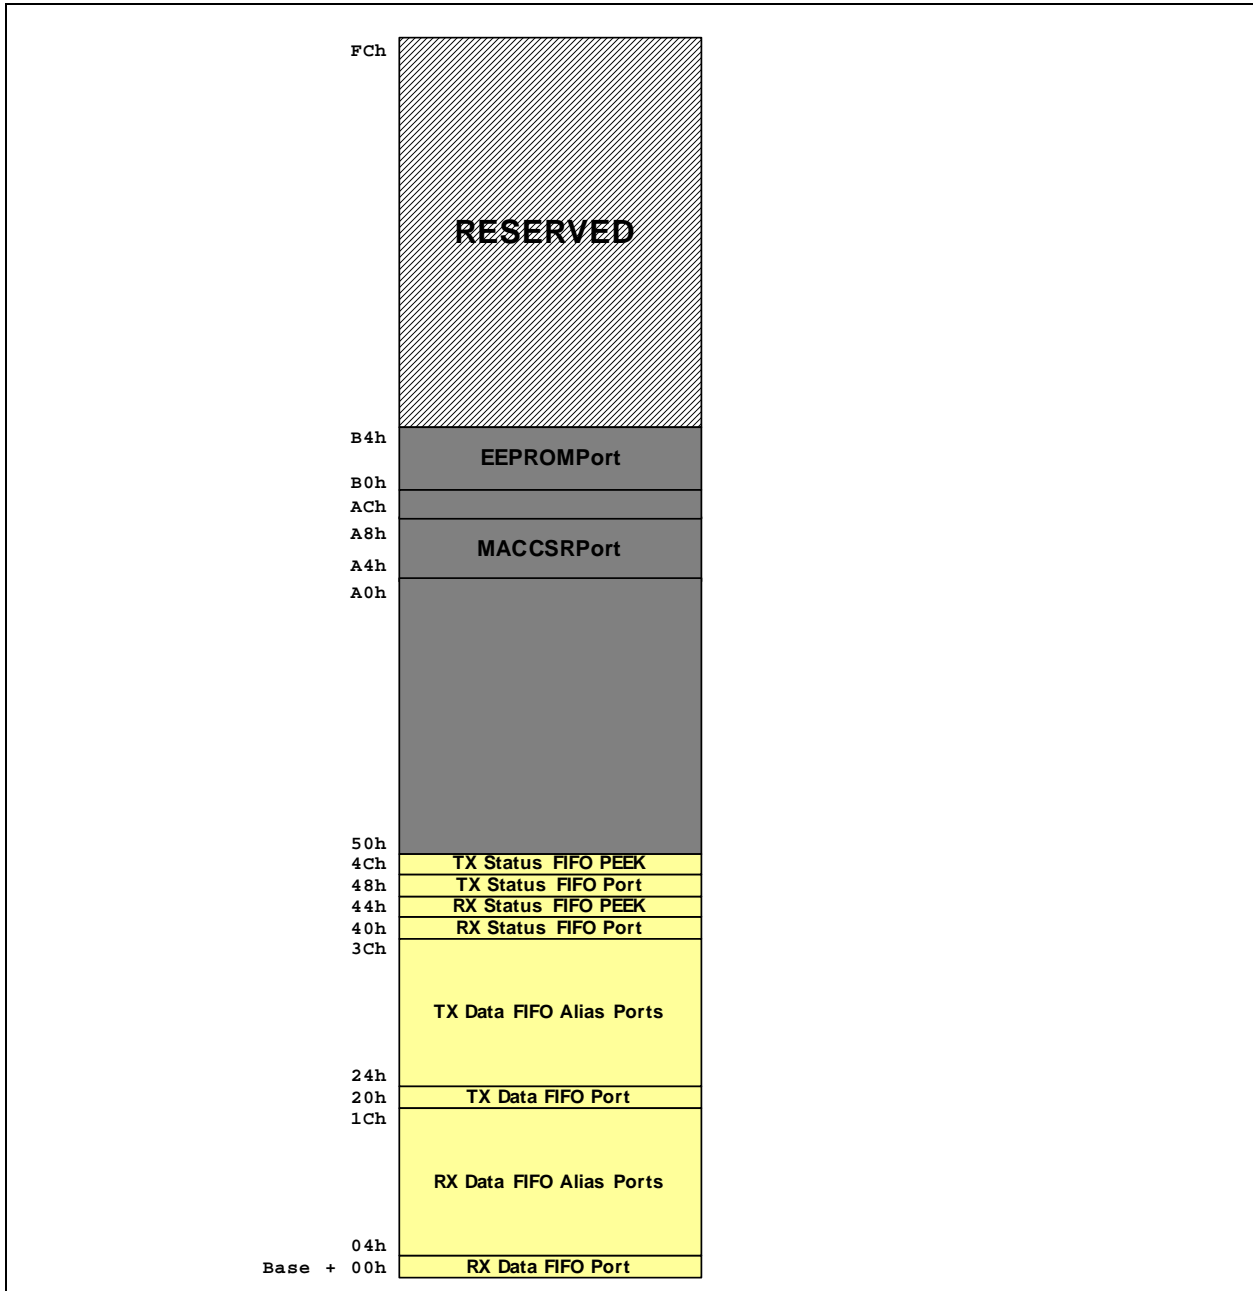 FCh
RESERVED
B4h
EEPROMPort
B0h
ACh
A8h
MACCSRPort
A4h
A0h
50h
4Ch TX Status FIFO PEEK
48h TX Status FIFO Port
44h RX Status FIFO PEEK
40h RX Status FIFO Port
3Ch
TX Data FIFO Alias Ports
24h
20h TX Data FIFO Port
1Ch
RX Data FIFO Alias Ports
04h
Base + 00h RX Data FIFO Port